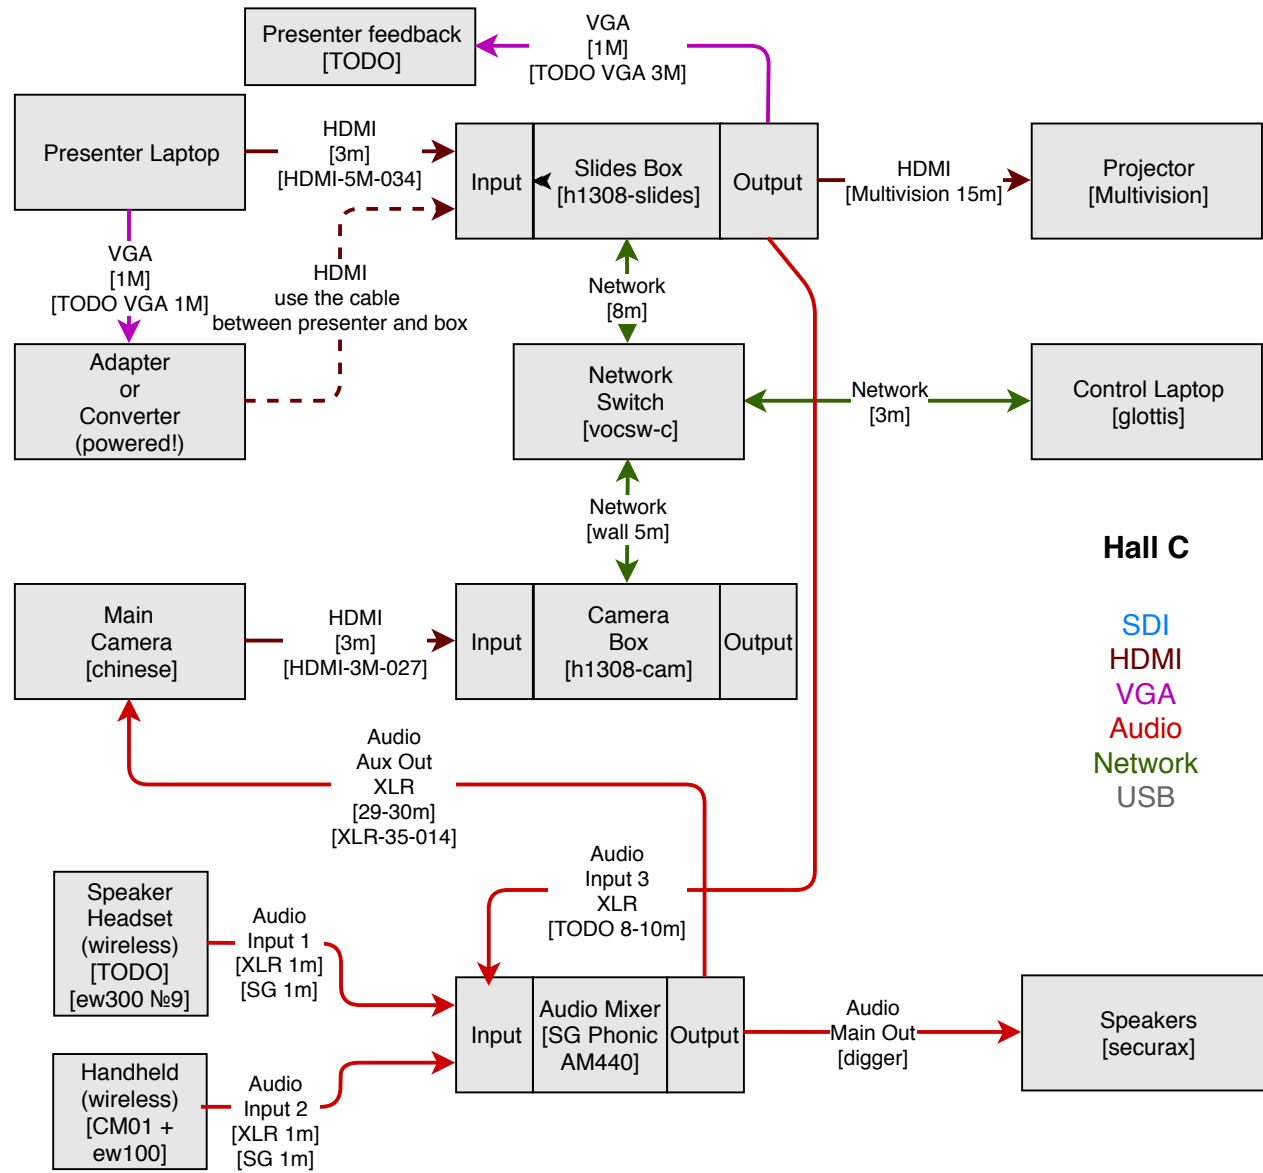 Presenter feedback
[TODO]
VGA
[1M]
[TODO VGA 3M]
Presenter Laptop
HDMI
[3m]
[HDMI-5M-034]
Input
Slides Box
[h1308-slides]
Output
HDMI
[Multivision 15m]
Projector
[Multivision]
VGA
[1M]
[TODO VGA 1M]
HDMI
use the cable
between presenter and box
Network
[8m]
Adapter
or
Converter
(powered!)
Network
Switch
[vocsw-c]
Network
[3m]
Control Laptop
[glottis]
Network
[wall 5m]
Hall C
SDI
HDMI
VGA
Audio
Network
USB
Main
Camera
[chinese]
HDMI
[3m]
[HDMI-3M-027]
Input
Camera
Box
[h1308-cam]
Output
Audio
Aux Out
XLR
[29-30m]
[XLR-35-014]
Audio
Input 3
XLR
[TODO 8-10m]
Speaker
Headset
(wireless)
[TODO]
[ew300 №9]
Audio
Input 1
[XLR 1m]
[SG 1m]
Input
Audio Mixer
[SG Phonic
AM440]
Output
Audio
Main Out
[digger]
Speakers
[securax]
Handheld
(wireless)
[CM01 +
ew100]
Audio
Input 2
[XLR 1m]
[SG 1m]